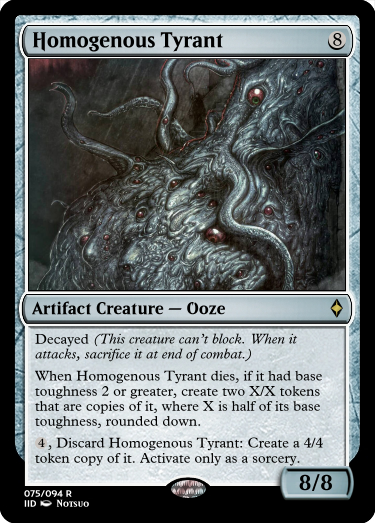 Homogenous Tyrant 8
Artifact Creature — Ooze
Decayed (This creature can't block. When it
attacks, sacrifice it at end of combat.)
When Homogenous Tyrant dies, if it had base
toughness 2 or greater, create two X/X tokens
that are copies of it, where X is half of its base
toughness, rounded down.
4, Discard Homogenous Tyrant: Create a 4/4
token copy of it. Activate only as a sorcery.
8/8
075/094 R
IID Notsuo